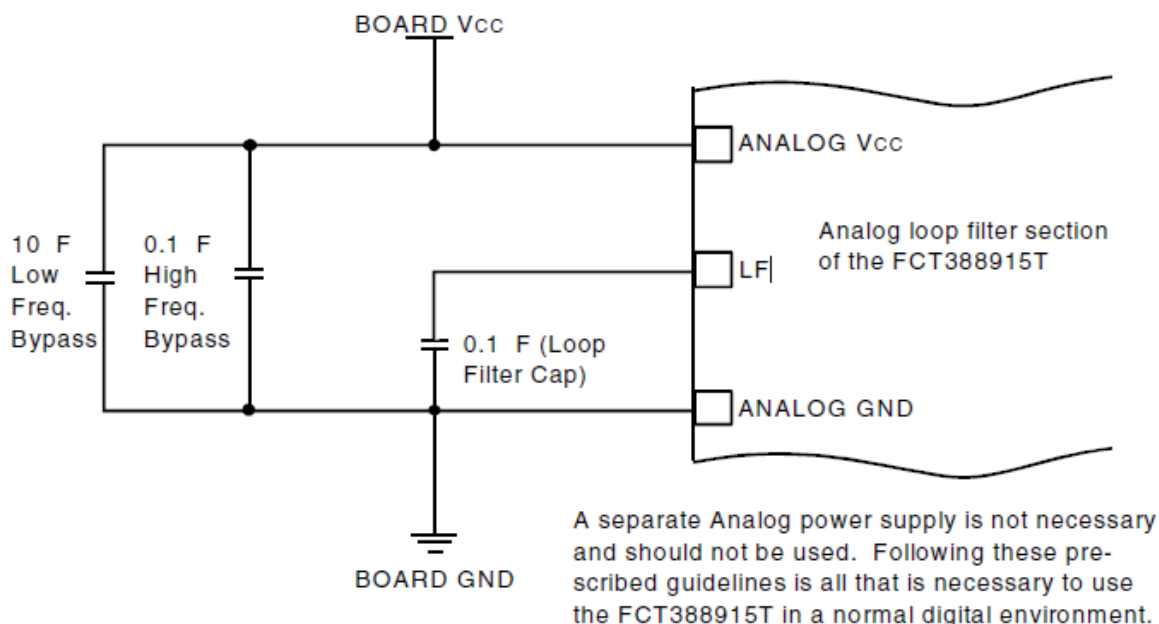 BOARD VCC
ANALOG VCC
10 F
Low
Freq.
Bypass
0.1 F
High
Freq.
Bypass
Analog loop filter section
of the FCT388915T
LF
0.1 F (Loop
Filter Cap)
ANALOG GND
BOARD GND
A separate Analog power supply is not necessary
and should not be used. Following these pre-
scribed guidelines is all that is necessary to use
the FCT388915T in a normal digital environment.